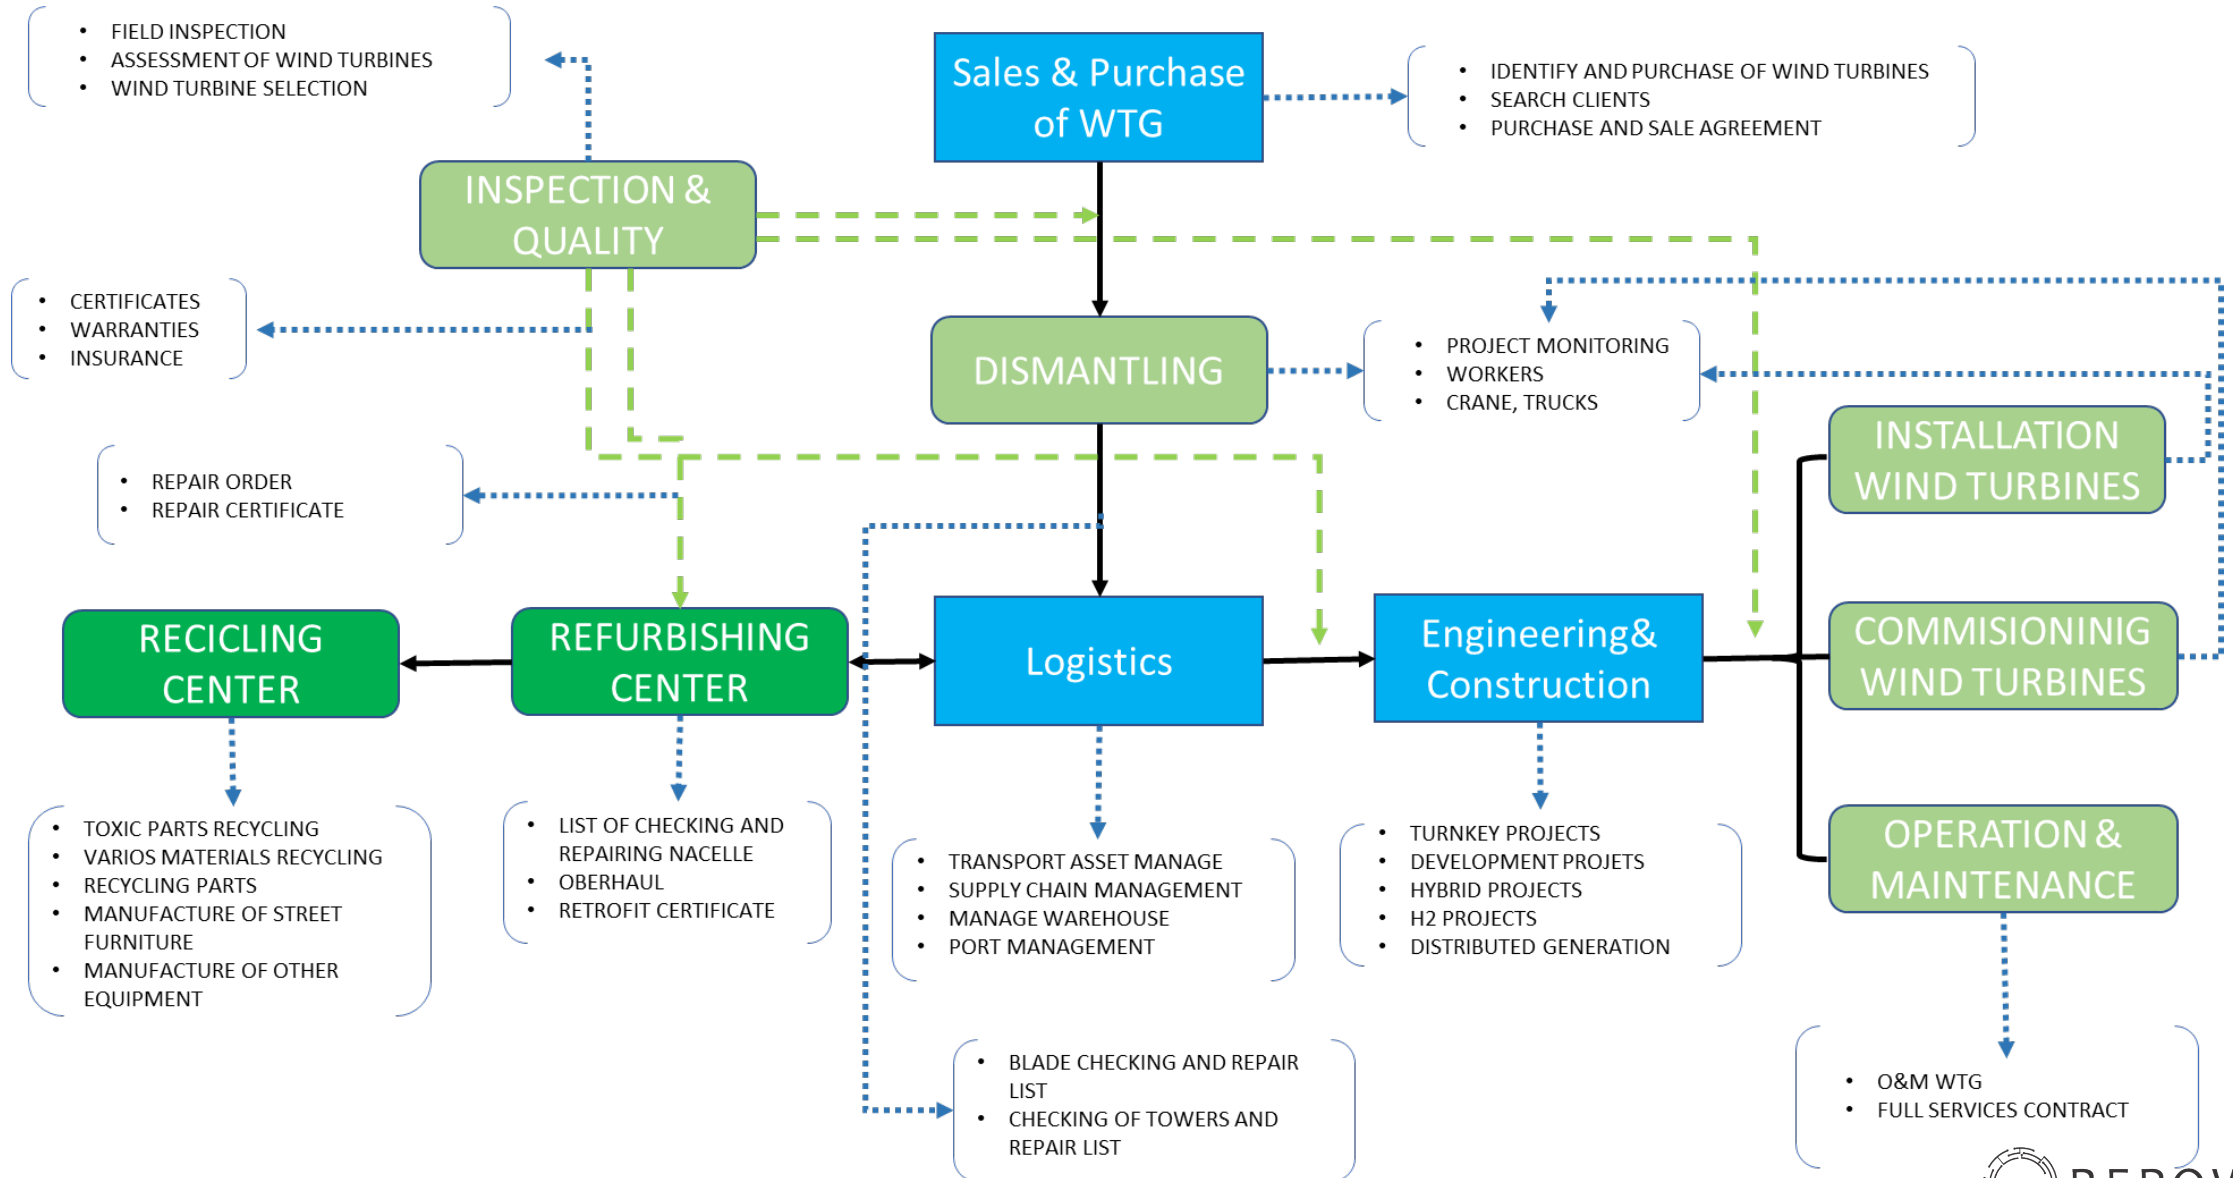 • FIELD INSPECTION
• ASSESSMENT OF WIND TURBINES
• WIND TURBINE SELECTION
Sales & Purchase
of WTG
• IDENTIFY AND PURCHASE OF WIND TURBINES
• SEARCH CLIENTS
• PURCHASE AND SALE AGREEMENT
INSPECTION &
QUALITY
• CERTIFICATES
• WARRANTIES
• INSURANCE
DISMANTLING
• PROJECT MONITORING
• WORKERS
• CRANE, TRUCKS
INSTALLATION
WIND TURBINES
• REPAIR ORDER
• REPAIR CERTIFICATE
RECICLING
CENTER
REFURBISHING
CENTER
Logistics
Engineering&
Construction
COMMISIONINIG
WIND TURBINES
OPERATION &
MAINTENANCE
• TOXIC PARTS RECYCLING
• VARIOS MATERIALS RECYCLING
• RECYCLING PARTS
• MANUFACTURE OF STREET
FURNITURE
• MANUFACTURE OF OTHER
EQUIPMENT
• LIST OF CHECKING AND
REPAIRING NACELLE
• OBERHAUL
• RETROFIT CERTIFICATE
• TRANSPORT ASSET MANAGE
• SUPPLY CHAIN MANAGEMENT
• MANAGE WAREHOUSE
• PORT MANAGEMENT
• TURNKEY PROJECTS
• DEVELOPMENT PROJETS
• HYBRID PROJECTS
• H2 PROJECTS
• DISTRIBUTED GENERATION
• BLADE CHECKING AND REPAIR
LIST
• CHECKING OF TOWERS AND
REPAIR LIST
• O&M WTG
• FULL SERVICES CONTRACT